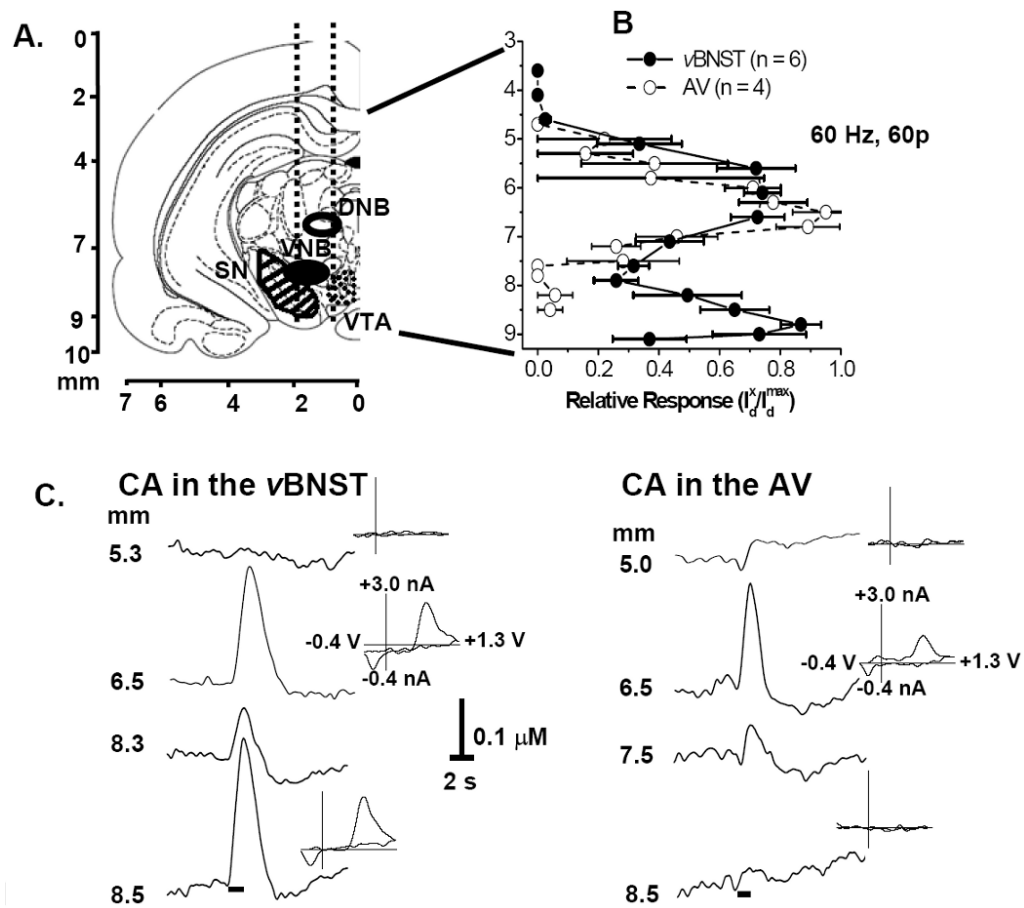 A.
0
2
4
7
9
10
mm
7 6 4 2 0
DNB
VNB
SN
VTA
B
3
4
5
6
7
8
9
vBNST (n = 6)
AV (n = 4)
60 Hz, 60p
0.0 0.2 0.4 0.6 0.8 1.0
Relative Response (I_d^x/I_d^max)
C.
CA in the vBNST
mm
5.3
+3.0 nA
-0.4 V
+1.3 V
-0.4 nA
6.5
8.3
0.1 μM
2 s
8.5
CA in the AV
mm
5.0
+3.0 nA
-0.4 V
+1.3 V
-0.4 nA
6.5
7.5
8.5